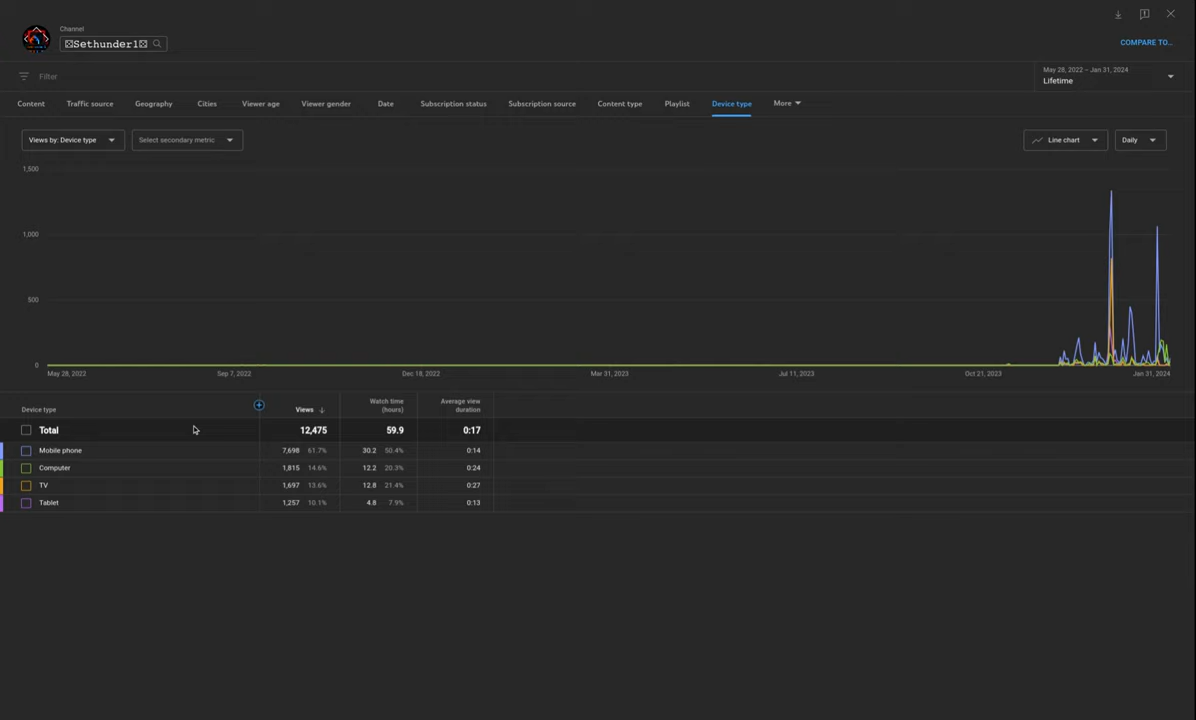 Channel
Sethunder1
COMPARE TO...
Filter
May 28, 2022 – Jan 31, 2024
Lifetime
Content Traffic source Geography Cities Viewer age Viewer gender Date Subscription status Subscription source Content type Playlist Device type More
Views by: Device type Select secondary metric Line chart Daily
1,500
1,000
500
0
May 28, 2022 Sep 7, 2022 Dec 18, 2022 Mar 31, 2023 Jul 11, 2023 Oct 21, 2023 Jan 31, 2024
Device type Views Watch time (hours) Average view duration
Total 12,475 59.9 0:17
Mobile phone 7,698 61.7% 30.2 50.4% 0:14
Computer 1,815 14.6% 12.2 20.3% 0:24
TV 1,697 13.6% 12.8 21.4% 0:27
Tablet 1,257 10.1% 4.8 7.9% 0:13